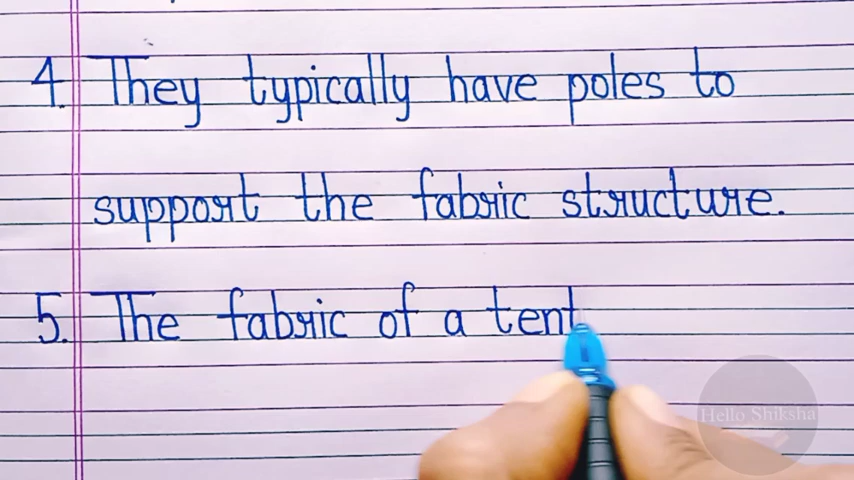 4. They typically have poles to
support the fabric structure.
5. The fabric of a tent
Hello Shiksha